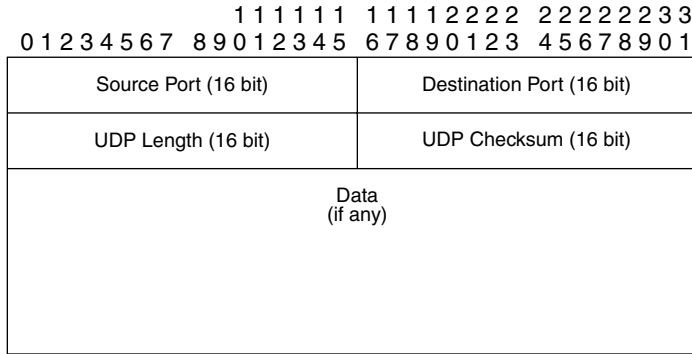 1 1 1 1 1 1 1 1 1 1 2 2 2 2 2 2 2 2 2 2 3 3
0 1 2 3 4 5 6 7 8 9 0 1 2 3 4 5 6 7 8 9 0 1 2 3 4 5 6 7 8 9 0 1
Source Port (16 bit) Destination Port (16 bit)
UDP Length (16 bit) UDP Checksum (16 bit)
Data
(if any)